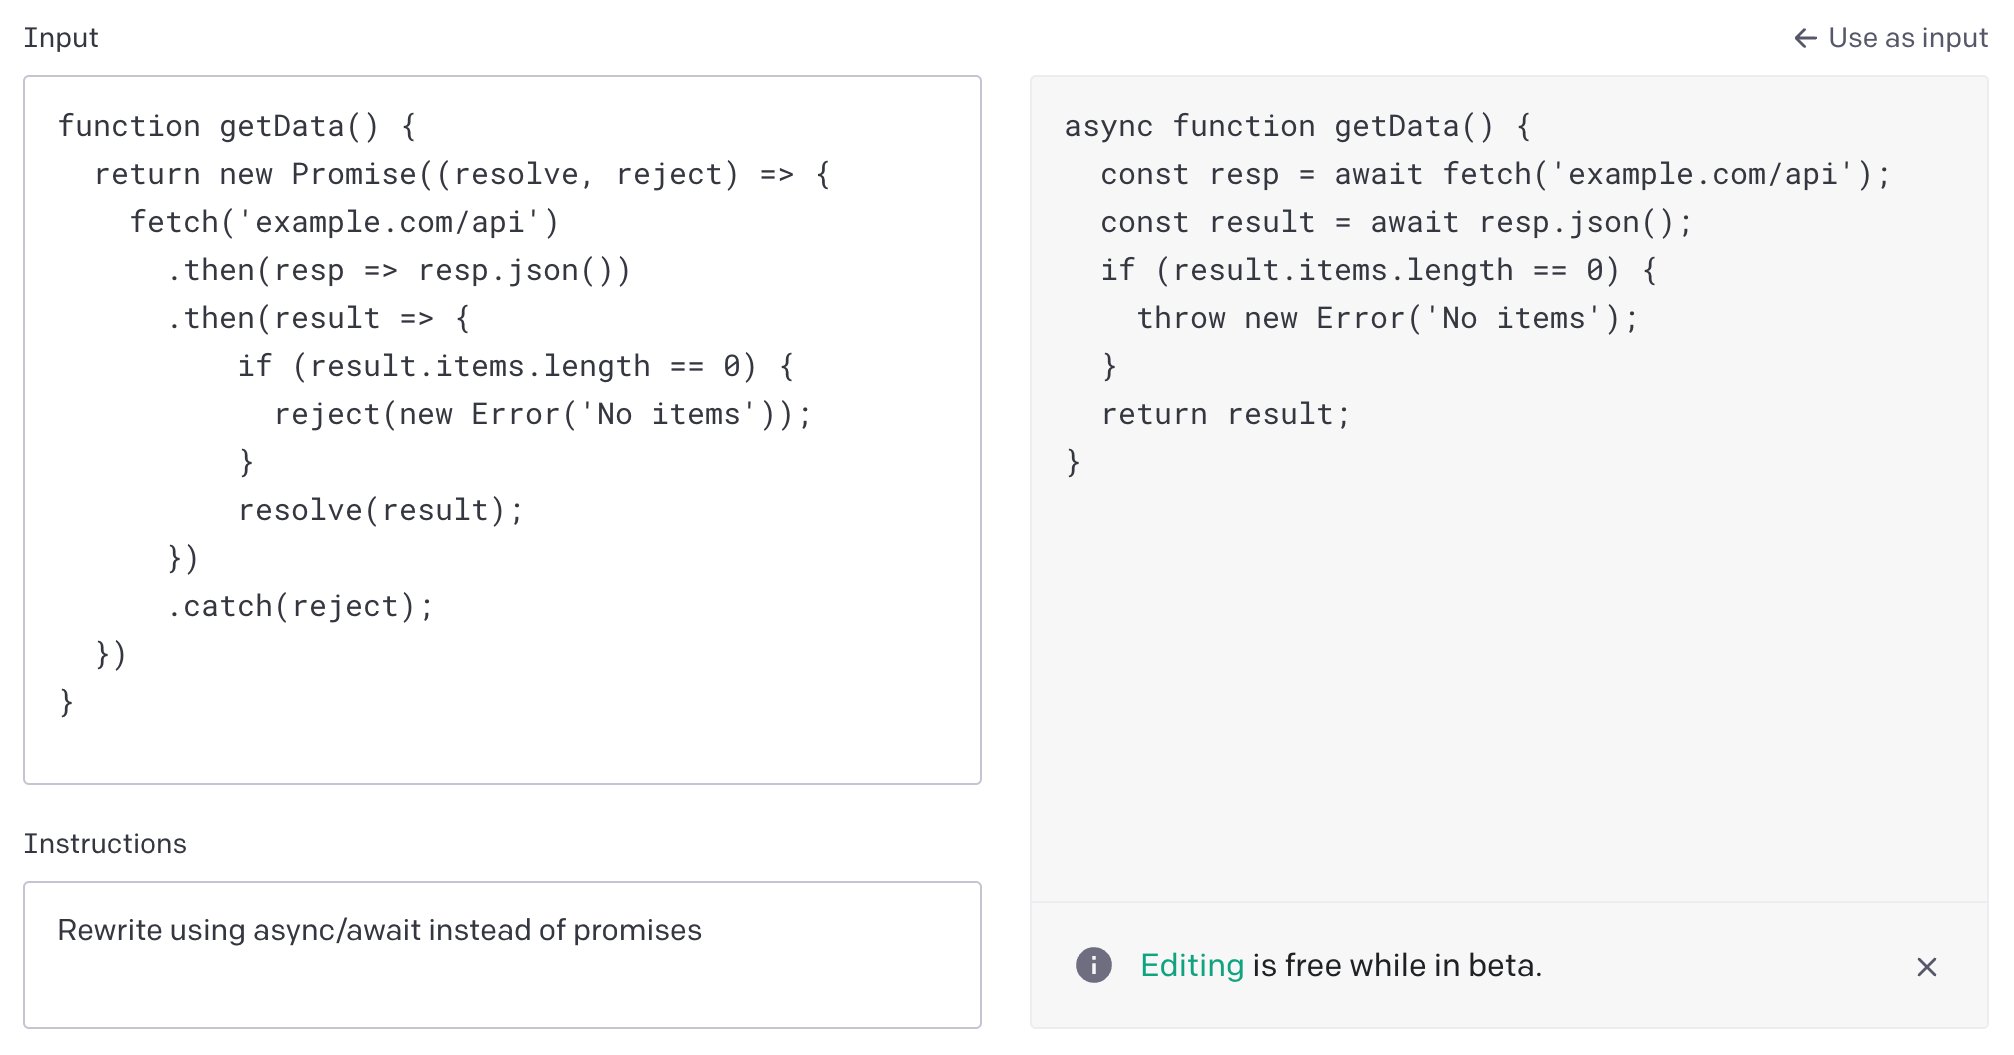 Input
function getData() {
  return new Promise((resolve, reject) => {
    fetch('example.com/api')
      .then(resp => resp.json())
      .then(result => {
          if (result.items.length == 0) {
            reject(new Error('No items'));
          }
          resolve(result);
      })
      .catch(reject);
  })
}
Instructions
Rewrite using async/await instead of promises
← Use as input
async function getData() {
  const resp = await fetch('example.com/api');
  const result = await resp.json();
  if (result.items.length == 0) {
    throw new Error('No items');
  }
  return result;
}
Editing is free while in beta.